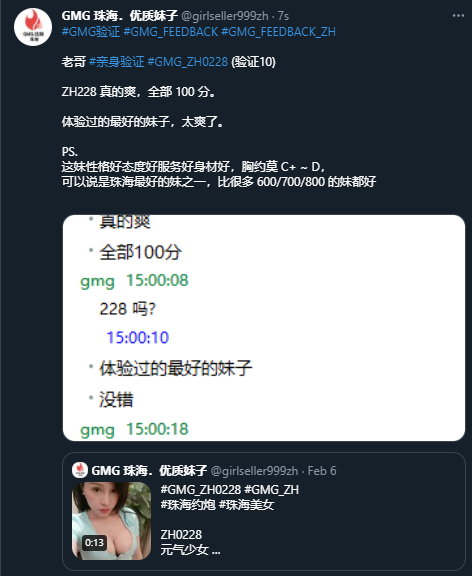 GMG 珠海．优质妹子 @girlseller999zh · 7s
#GMG验证 #GMG_FEEDBACK #GMG_FEEDBACK_ZH
老哥 #亲身验证 #GMG_ZH0228 (验证10)
ZH228 真的爽，全部 100 分。
体验过的最好的妹子，太爽了。
PS.
这妹性格好态度好服务好身材好，胸约莫 C+ ~ D，
可以说是珠海最好的妹之一，比很多 600/700/800 的妹都好
真的爽
全部100分
gmg 15:00:08
228 吗?
15:00:10
体验过的最好的妹子
没错
gmg 15:00:18
GMG 珠海．优质妹子 @girlseller999zh · Feb 6
#GMG_ZH0228 #GMG_ZH
#珠海约炮 #珠海美女
ZH0228
元气少女 ...
0:13